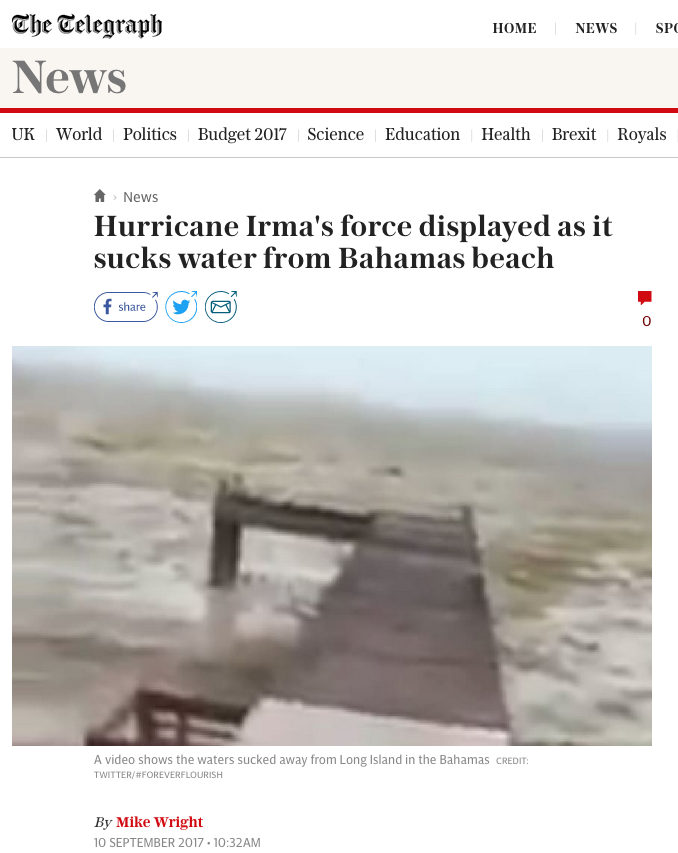 The Telegraph
HOME NEWS SPO
News
UK World Politics Budget 2017 Science Education Health Brexit Royals
News
Hurricane Irma's force displayed as it
sucks water from Bahamas beach
share
0
A video shows the waters sucked away from Long Island in the Bahamas CREDIT:
TWITTER/#FOREVERFLOURISH
By Mike Wright
10 SEPTEMBER 2017 • 10:32AM